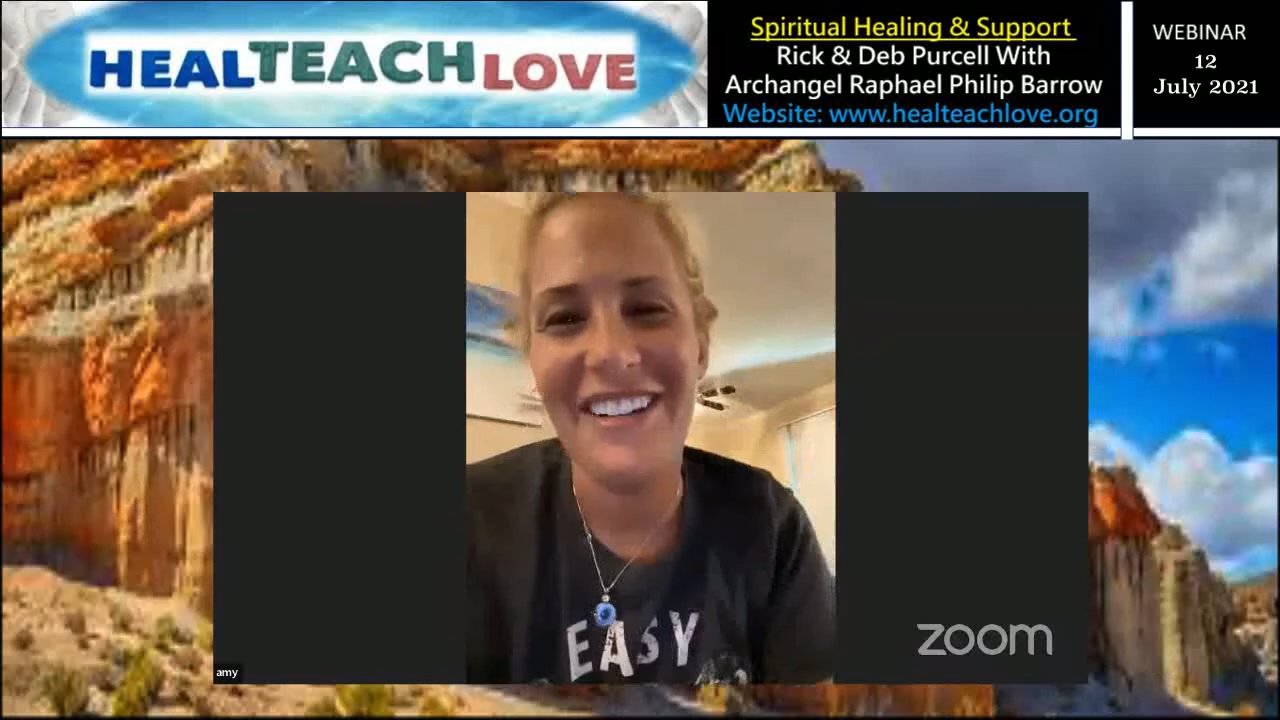 HEALTEACHLOVE
Spiritual Healing & Support
Rick & Deb Purcell With
Archangel Raphael Philip Barrow
Website: www.healteachlove.org
WEBINAR
12
July 2021
EASY
zoom
amy